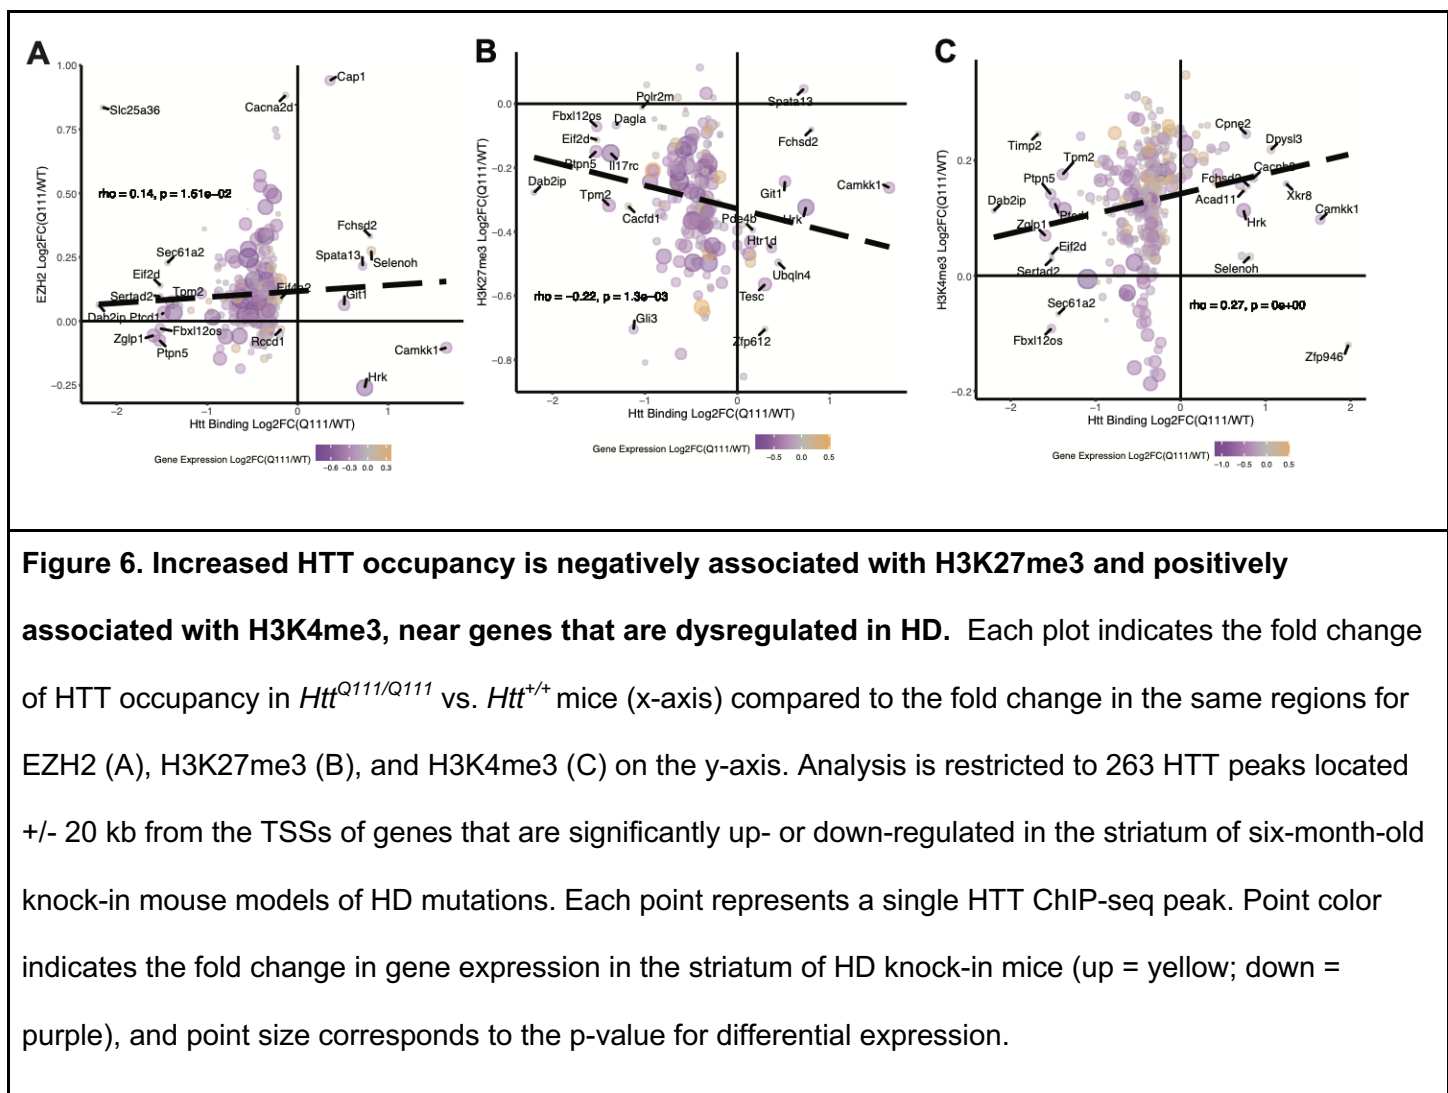 A
1.00
0.75
0.50
0.25
0.00
−0.25
EZH2 Log2FC(Q111/WT)
Cap1
Cacna2d1
Slc25a36
rho = 0.14, p = 1.51e−02
Fchsd2
Sec61a2
Spata13
Selenoh
Eif2d
Sertad2
Tpm2
Git1
Dab2ip
Ptcd1
Fbxl12os
Zglp1
Rccd1
Ptpn5
Camkk1
Hrk
−2
−1
0
1
Htt Binding Log2FC(Q111/WT)
Gene Expression Log2FC(Q111/WT)
−0.6 −0.3 0.0 0.3
B
0.0
−0.2
−0.4
−0.6
−0.8
H3K27me3 Log2FC(Q111/WT)
Polr2m
Spata13
Fbxl12os
Dagla
Eif2d
Fchsd2
Ptpn5
Il17rc
Dab2ip
Git1
Camkk1
Tpm2
Cacfd1
Pde4b
Hrk
Htr1d
Ubqln4
rho = −0.22, p = 1.3e−03
Tesc
Gli3
Zfp612
−2
−1
0
1
Htt Binding Log2FC(Q111/WT)
Gene Expression Log2FC(Q111/WT)
−0.5 0.0 0.5
C
0.2
0.0
−0.2
H3K4me3 Log2FC(Q111/WT)
Cpne2
Timp2
Dpysl3
Tpm2
Ptpn5
Fchsd2
Dab2ip
Acad11
Xkr8
Camkk1
Zglp1
Hrk
Eif2d
Sertad2
Selenoh
Sec61a2
rho = 0.27, p = 0e+00
Fbxl12os
Zfp946
−2
−1
0
1
2
Htt Binding Log2FC(Q111/WT)
Gene Expression Log2FC(Q111/WT)
−1.0 −0.5 0.0 0.5
Figure 6. Increased HTT occupancy is negatively associated with H3K27me3 and positively
associated with H3K4me3, near genes that are dysregulated in HD. Each plot indicates the fold change
of HTT occupancy in Htt^Q111/Q111 vs. Htt^+/+ mice (x-axis) compared to the fold change in the same regions for
EZH2 (A), H3K27me3 (B), and H3K4me3 (C) on the y-axis. Analysis is restricted to 263 HTT peaks located
+/- 20 kb from the TSSs of genes that are significantly up- or down-regulated in the striatum of six-month-old
knock-in mouse models of HD mutations. Each point represents a single HTT ChIP-seq peak. Point color
indicates the fold change in gene expression in the striatum of HD knock-in mice (up = yellow; down =
purple), and point size corresponds to the p-value for differential expression.